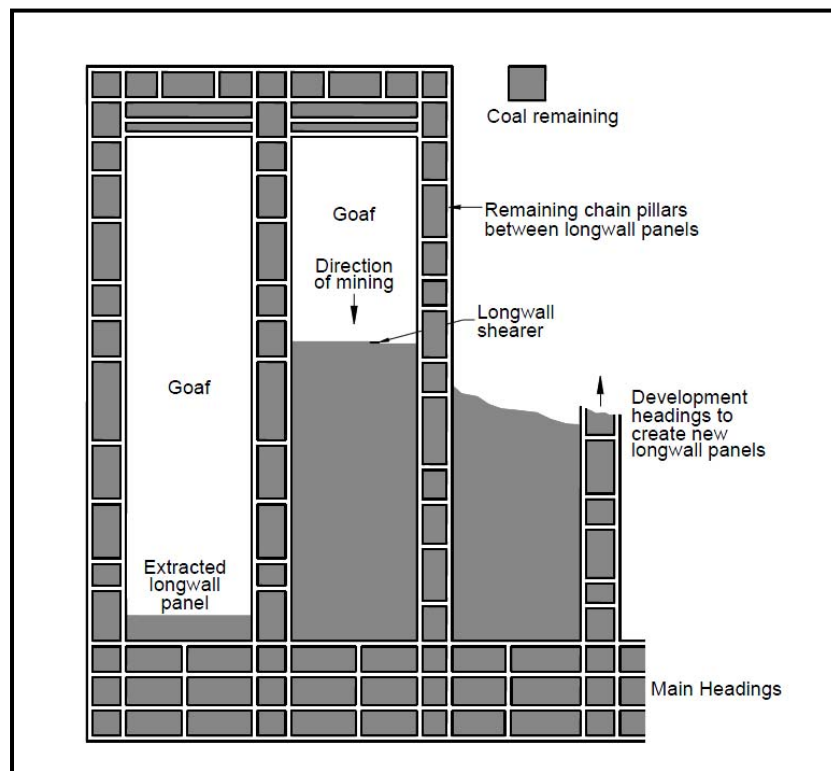 Coal remaining
Goaf
Remaining chain pillars
between longwall panels
Direction
of mining
Longwall
shearer
Goaf
Development
headings to
create new
longwall panels
Extracted
longwall
panel
Main Headings